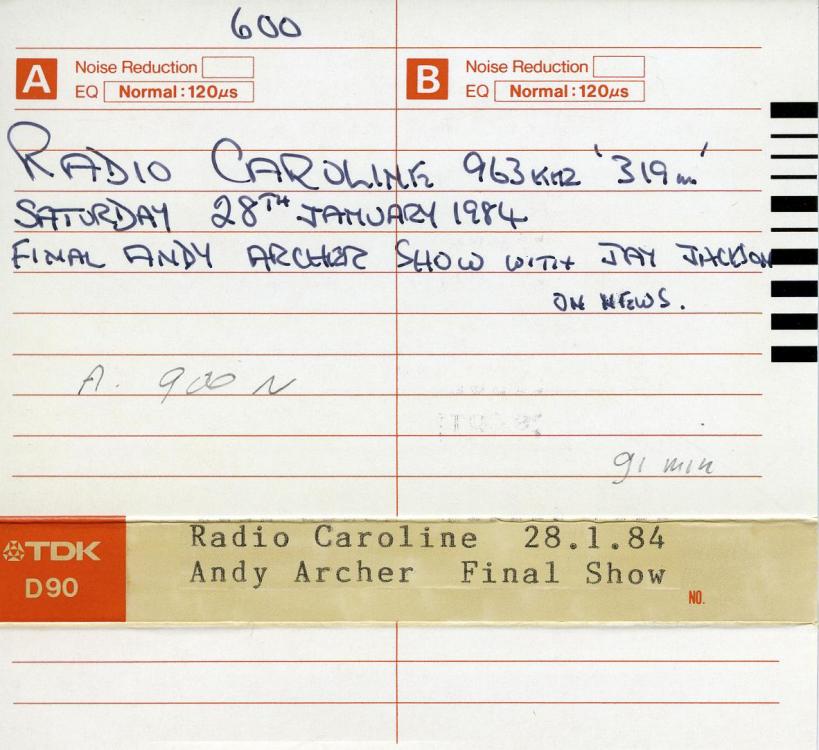 600
A Noise Reduction
EQ Normal:120µs
B Noise Reduction
EQ Normal:120µs
RADIO CAROLINE 963 KHZ '319m'
SATURDAY 28TH JANUARY 1984
FINAL ANDY ARCHER SHOW WITH JAY JACKSON
ON NEWS.
A. 900 N
91 min
TDK
D90
Radio Caroline 28.1.84
Andy Archer Final Show
NO.